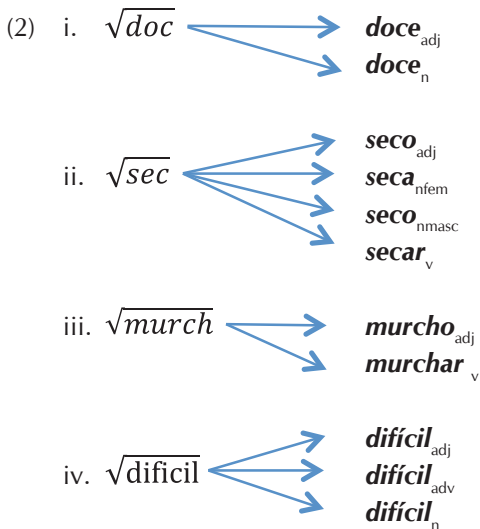 (2) i. √doc doce adj
doce n
ii. √sec seco adj
seca nfem
seco nmasc
secar v
iii. √murch murcho adj
murchar v
iv. √dificil difícil adj
difícil adv
difícil n